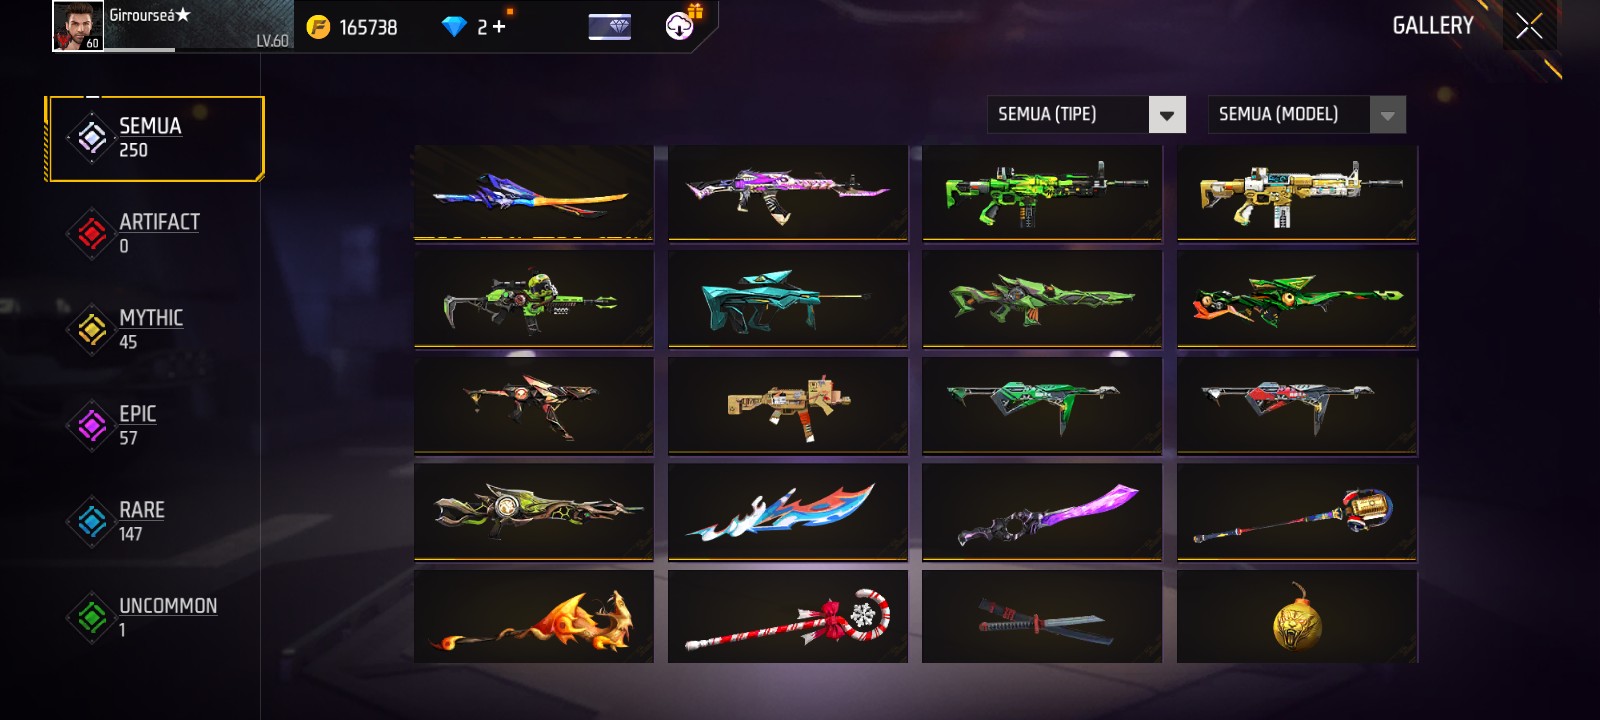 Girrourseá★
60
LV.60
165738
2 +
GALLERY
SEMUA (TIPE)
SEMUA (MODEL)
SEMUA
250
ARTIFACT
0
MYTHIC
45
EPIC
57
RARE
147
UNCOMMON
1